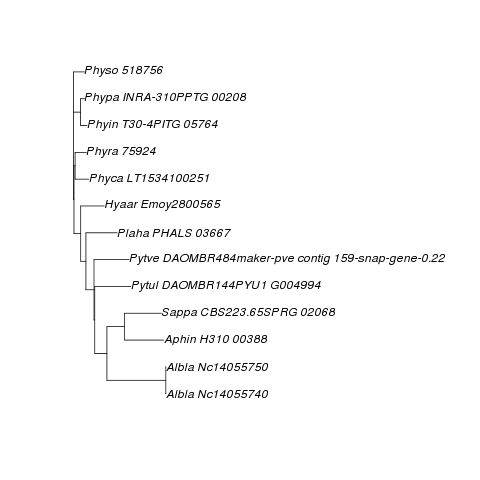 Physo 518756
Phypa INRA-310PPTG 00208
Phyin T30-4PITG 05764
Phyra 75924
Phyca LT1534100251
Hyaar Emoy2800565
Plaha PHALS 03667
Pytve DAOMBR484maker-pve contig 159-snap-gene-0.22
Pytul DAOMBR144PYU1 G004994
Sappa CBS223.65SPRG 02068
Aphin H310 00388
Albla Nc14055750
Albla Nc14055740